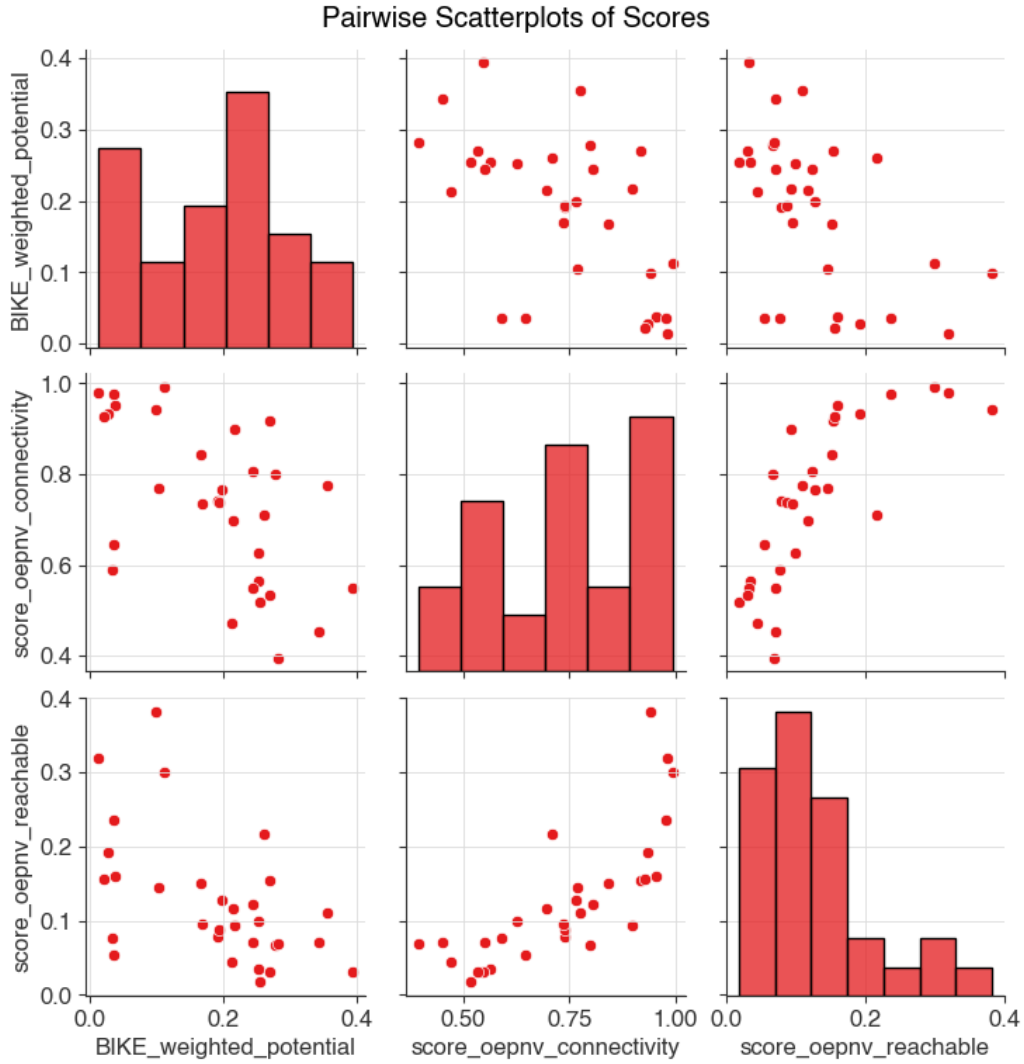 Pairwise Scatterplots of Scores
BIKE_weighted_potential
0.4
0.3
0.2
0.1
0.0
score_oepnv_connectivity
1.0
0.8
0.6
0.4
score_oepnv_reachable
0.4
0.3
0.2
0.1
0.0
0.0 0.2 0.4
0.50 0.75 1.00
0.0 0.2 0.4
BIKE_weighted_potential
score_oepnv_connectivity
score_oepnv_reachable